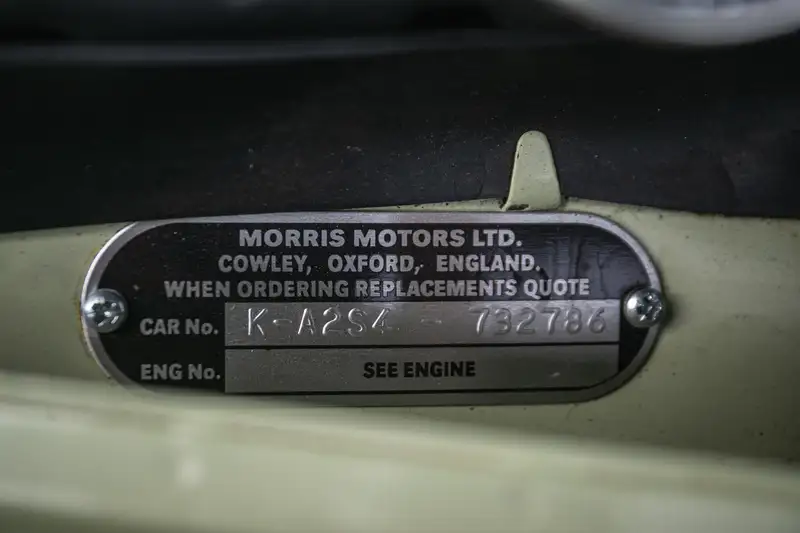 MORRIS MOTORS LTD.
COWLEY, OXFORD, ENGLAND.
WHEN ORDERING REPLACEMENTS QUOTE
CAR No. K-A2S4 - 732786
ENG No. SEE ENGINE